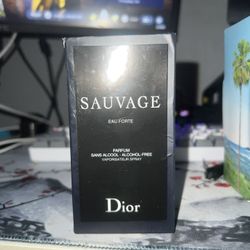 SAUVAGE
EAU FORTE
PARFUM
SANS ALCOOL - ALCOHOL-FREE
VAPORISATEUR SPRAY
Dior